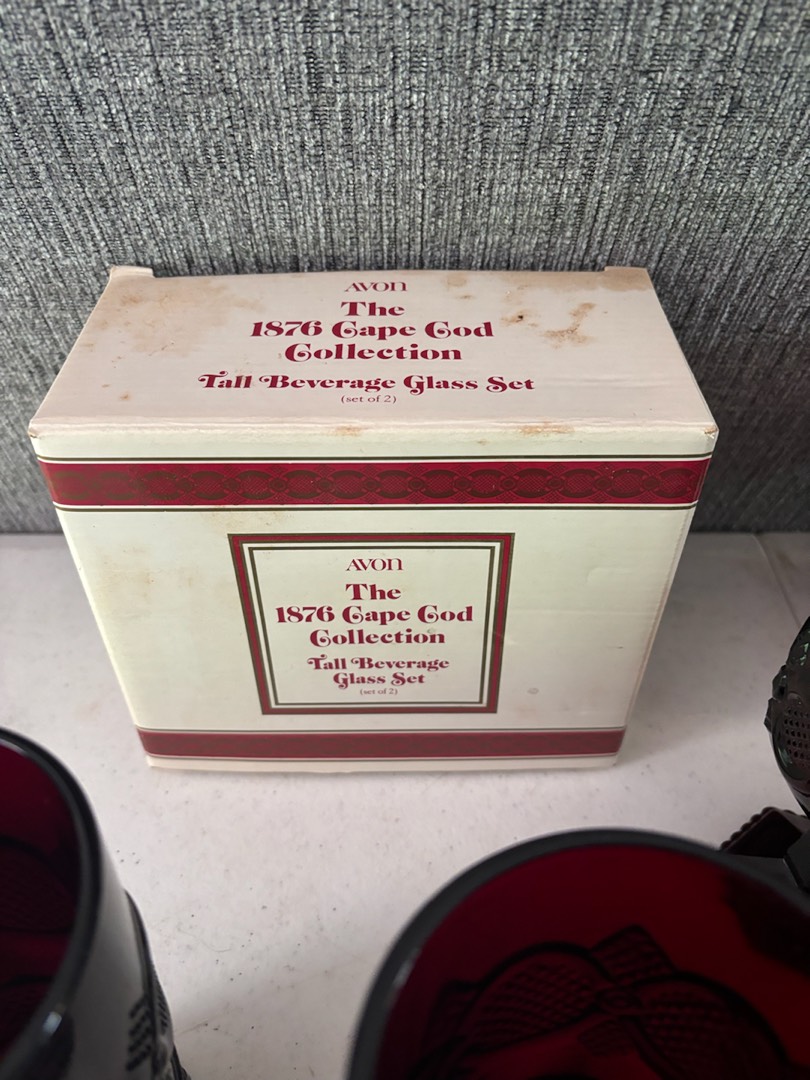 AVON
The
1876 Cape Cod
Collection
Tall Beverage Glass Set
(set of 2)
AVON
The
1876 Cape Cod
Collection
Tall Beverage
Glass Set
(set of 2)